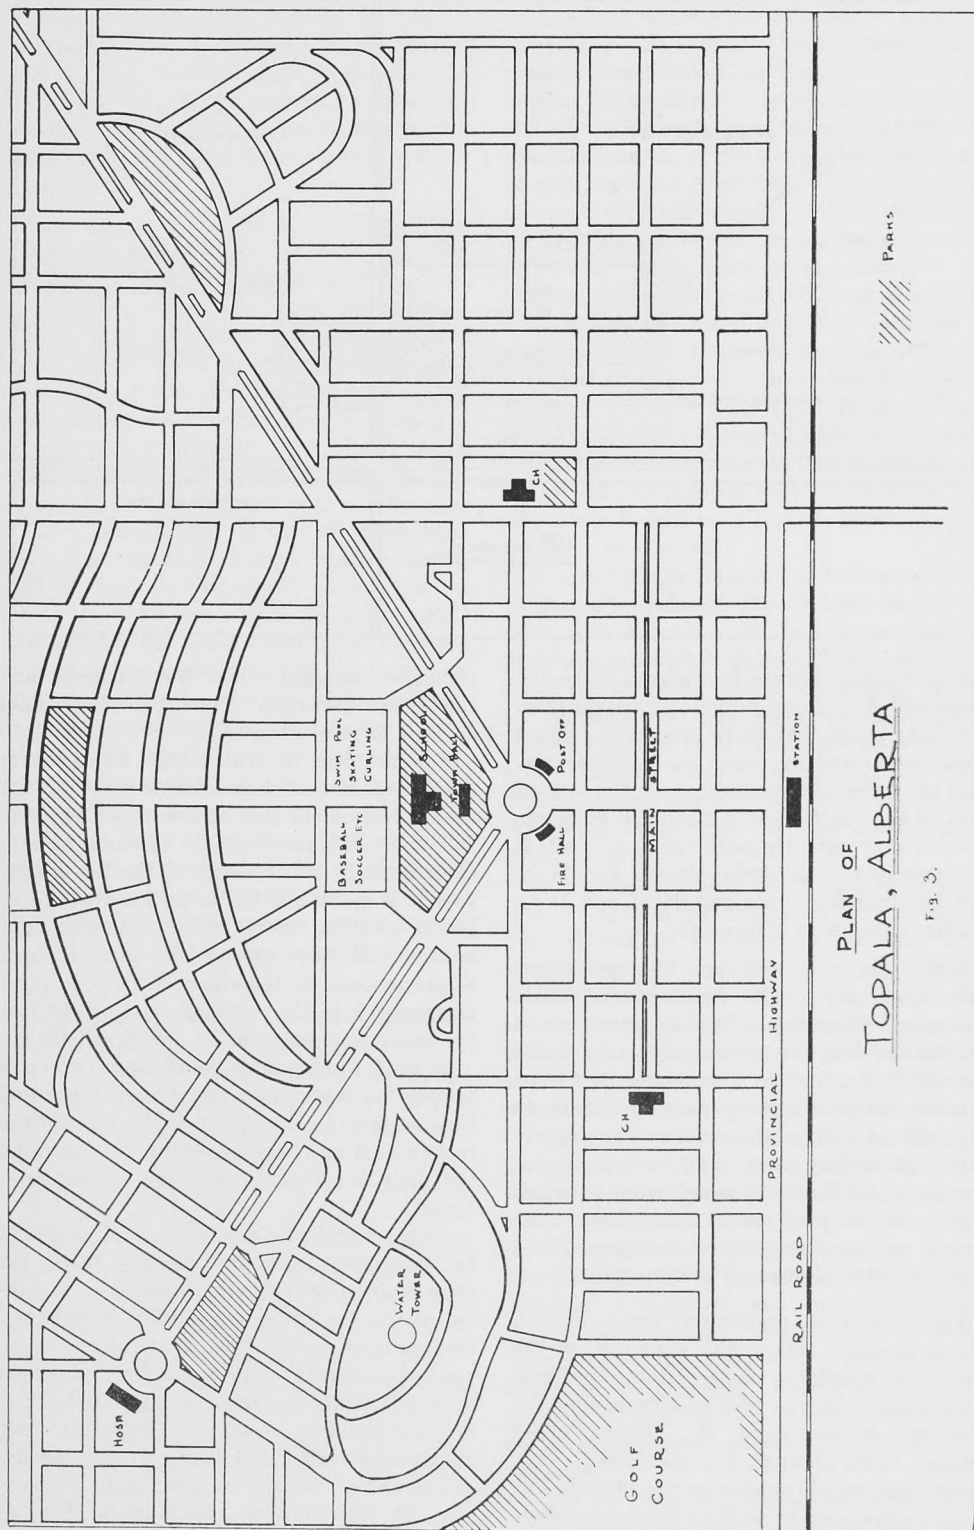 HOSP.
WATER
TOWER
GOLF
COURSE
BASEBALL
SOCCER ETC.
SWIM POOL
SKATING
CURLING
SCHOOL
TOWN HALL
FIRE HALL
POST OFF.
CH
CH
MAIN STREET
PROVINCIAL HIGHWAY
RAIL ROAD
STATION
PARKS
PLAN OF
TOPALA, ALBERTA
Fig. 3.